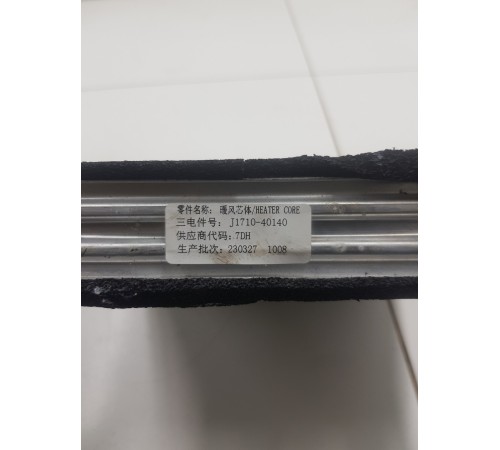 零件名称: 暖风芯体/HEATER CORE
三电件号: J1710-40140
供应商代码:7DH
生产批次:230327 1008